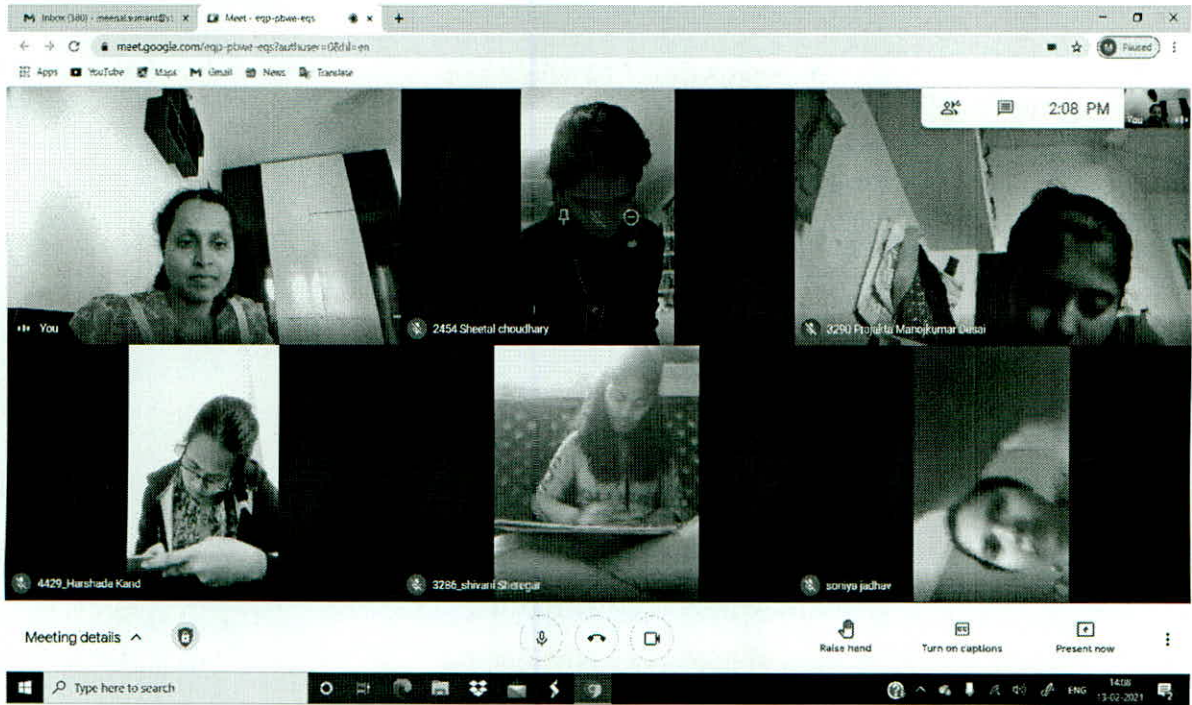 Inbox (380) - meenal.sumant@s
Meet - eqp-pbwe-eqs
meet.google.com/eqp-pbwe-eqs?authuser=0&hl=en
Paused
Apps YouTube Maps Gmail News Translate
2:08 PM
You
You
2454 Sheetal choudhary
3290 Prajakta Manojkumar Desai
4429_Harshada Kand
3286_shivani Sheregar
soniya jadhav
Meeting details
Raise hand
Turn on captions
Present now
Type here to search
ENG
14:08
13-02-2021